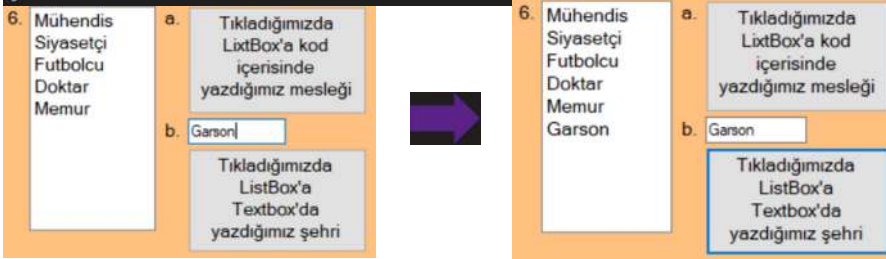 6.
Mühendis
Siyasetçi
Futbolcu
Doktar
Memur
a.
Tıkladığımızda
LixtBox'a kod
içerisinde
yazdığımız mesleği
b.
Garson
Tıkladığımızda
ListBox'a
Textbox'da
yazdığımız şehri
6.
Mühendis
Siyasetçi
Futbolcu
Doktar
Memur
Garson
a.
Tıkladığımızda
LixtBox'a kod
içerisinde
yazdığımız mesleği
b.
Garson
Tıkladığımızda
ListBox'a
Textbox'da
yazdığımız şehri